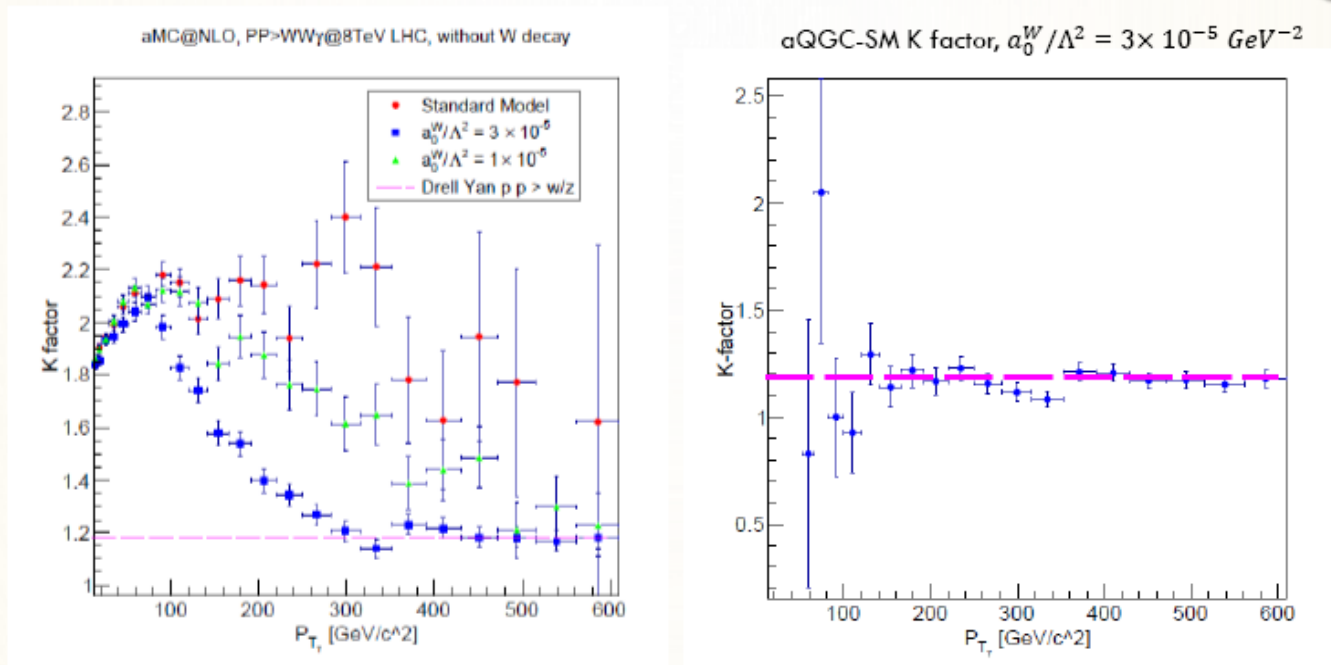 aMC@NLO, PP>WWγ@8TeV LHC, without W decay
K factor
2.8
2.6
2.4
2.2
2
1.8
1.6
1.4
1.2
1
Standard Model
a₀ᵂ/Λ² = 3 × 10⁻⁵
a₀ᵂ/Λ² = 1 × 10⁻⁵
Drell Yan p p > w/z
100
200
300
400
500
600
P_Tγ [GeV/c^2]
aQGC-SM K factor, a₀ᵂ/Λ² = 3× 10⁻⁵ GeV⁻²
K-factor
2.5
2
1.5
1
0.5
100
200
300
400
500
600
P_Tγ [GeV/c^2]